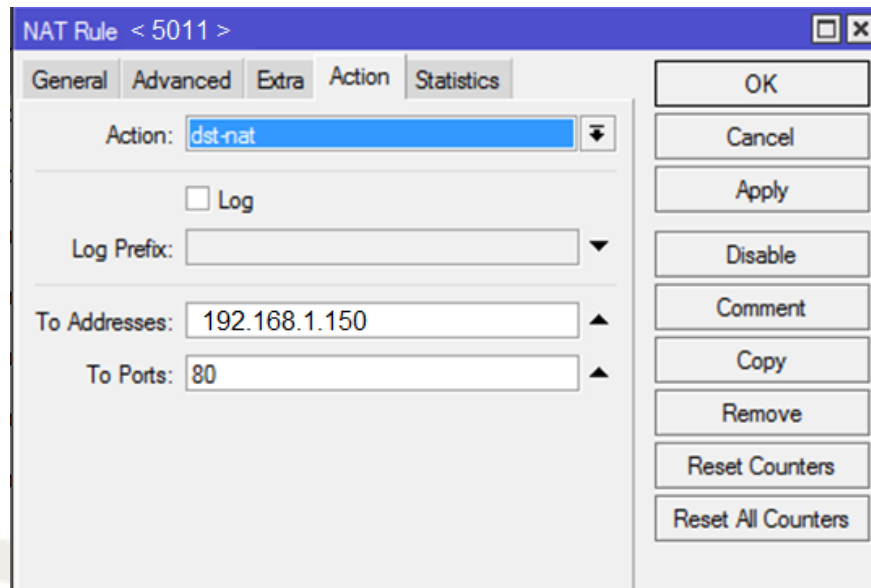 NAT Rule < 5011 >
General Advanced Extra Action Statistics
Action: dst-nat
Log
Log Prefix:
To Addresses: 192.168.1.150
To Ports: 80
OK
Cancel
Apply
Disable
Comment
Copy
Remove
Reset Counters
Reset All Counters